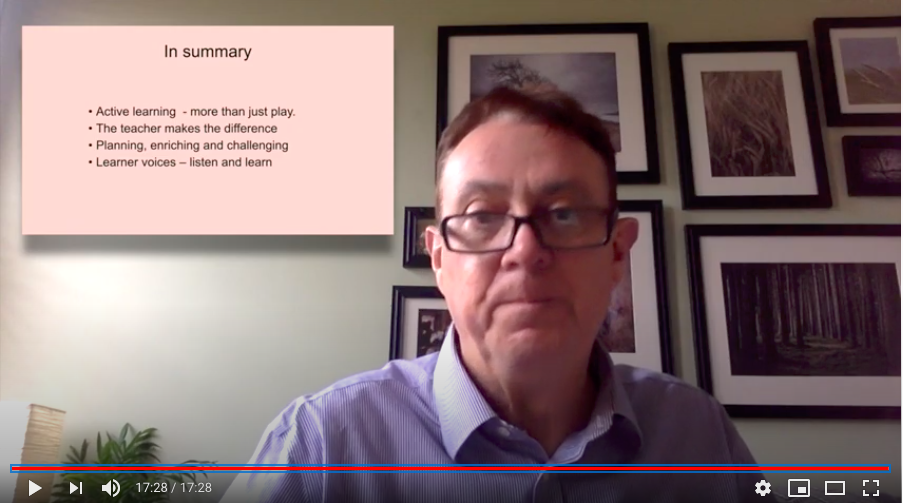 In summary
• Active learning  - more than just play.
• The teacher makes the difference
• Planning, enriching and challenging
• Learner voices – listen and learn
17:28 / 17:28